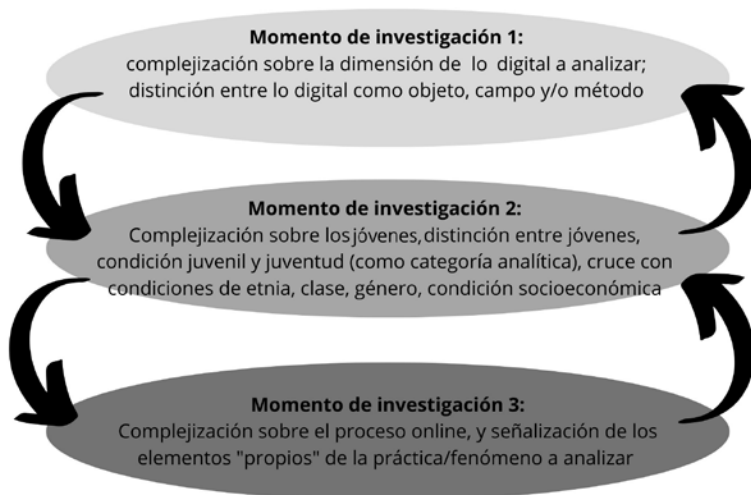 Momento de investigación 1:
complejización sobre la dimensión de lo digital a analizar;
distinción entre lo digital como objeto, campo y/o método
Momento de investigación 2:
Complejización sobre los jóvenes, distinción entre jóvenes,
condición juvenil y juventud (como categoría analítica), cruce con
condiciones de etnia, clase, género, condición socioeconómica
Momento de investigación 3:
Complejización sobre el proceso online, y señalización de los
elementos "propios" de la práctica/fenómeno a analizar